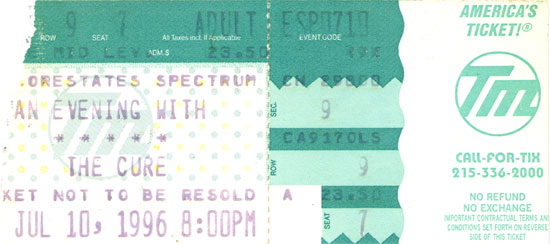 9 7 ADULT ESP0710
ROW All Taxes incl. if Applicable EVENT CODE
MID LEV ADM.$ 23.50
ORESTATES SPECTRUM
AN EVENING WITH
* * * * *
THE CURE
KET NOT TO BE RESOLD
JUL 10, 1996 8:00PM
SEC.
9
CA917OLS
ROW 9
A 23.50
SEAT 7
AMERICA'S
TICKET!®
TM
CALL-FOR-TIX
215-336-2000
NO REFUND
NO EXCHANGE
IMPORTANT CONTRACTUAL TERMS AN
CONDITIONS SET FORTH ON REVERSE
SIDE OF THIS TICKET